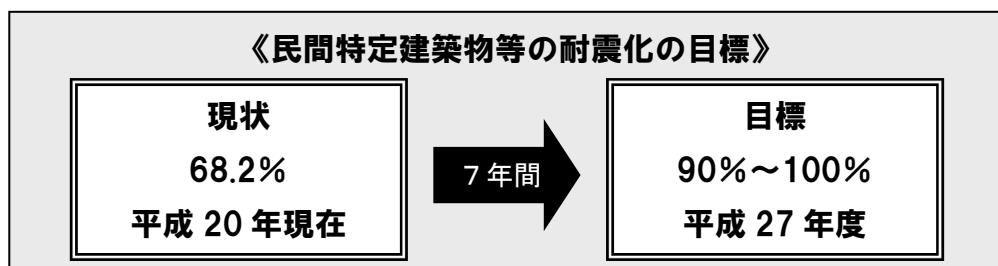 《民間特定建築物等の耐震化の目標》
現状
68.2%
平成 20 年現在
7 年間
目標
90%～100%
平成 27 年度